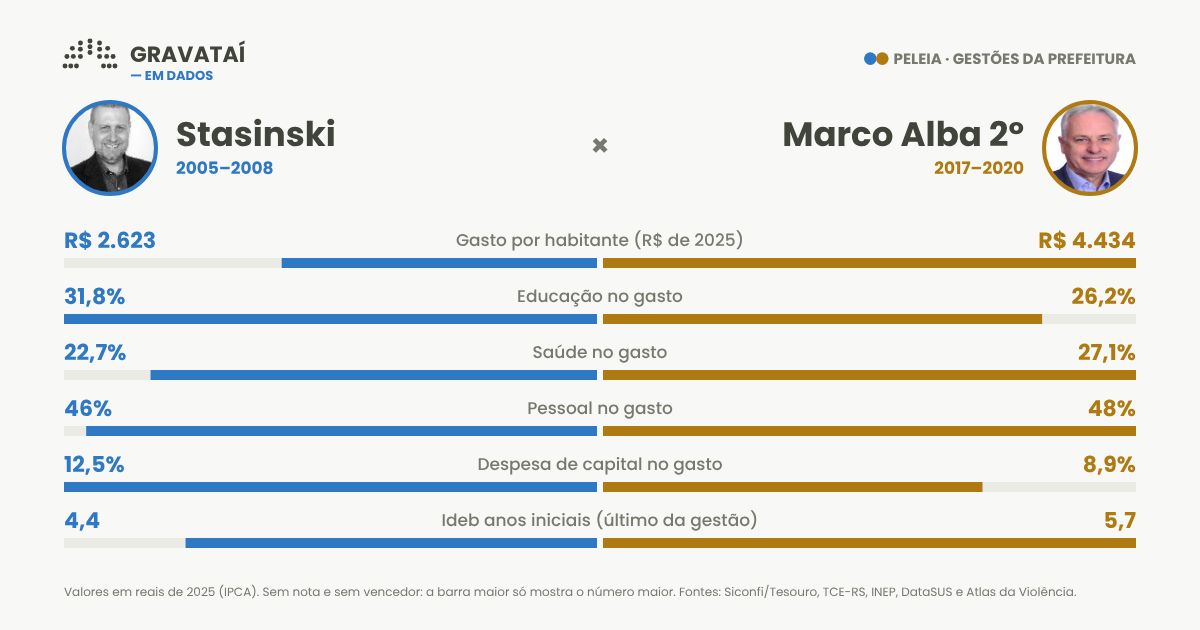 GRAVATAÍ
— EM DADOS
PELEIA · GESTÕES DA PREFEITURA
Stasinski
2005–2008
×
Marco Alba 2º
2017–2020
R$ 2.623 Gasto por habitante (R$ de 2025) R$ 4.434
31,8% Educação no gasto 26,2%
22,7% Saúde no gasto 27,1%
46% Pessoal no gasto 48%
12,5% Despesa de capital no gasto 8,9%
4,4 Ideb anos iniciais (último da gestão) 5,7
Valores em reais de 2025 (IPCA). Sem nota e sem vencedor: a barra maior só mostra o número maior. Fontes: Siconfi/Tesouro, TCE-RS, INEP, DataSUS e Atlas da Violência.